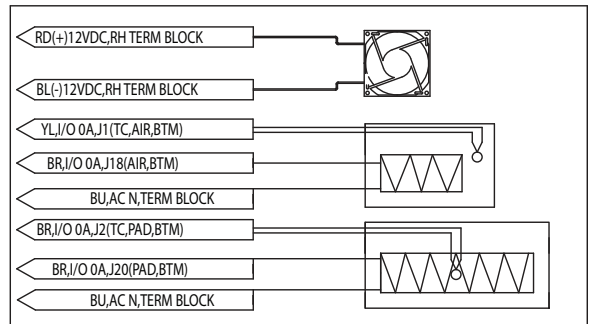 RD(+)12VDC,RH TERM BLOCK
BL(-)12VDC,RH TERM BLOCK
YL,I/O 0A,J1(TC,AIR,BTM)
BR,I/O 0A,J18(AIR,BTM)
BU,AC N,TERM BLOCK
BR,I/O 0A,J2(TC,PAD,BTM)
BR,I/O 0A,J20(PAD,BTM)
BU,AC N,TERM BLOCK